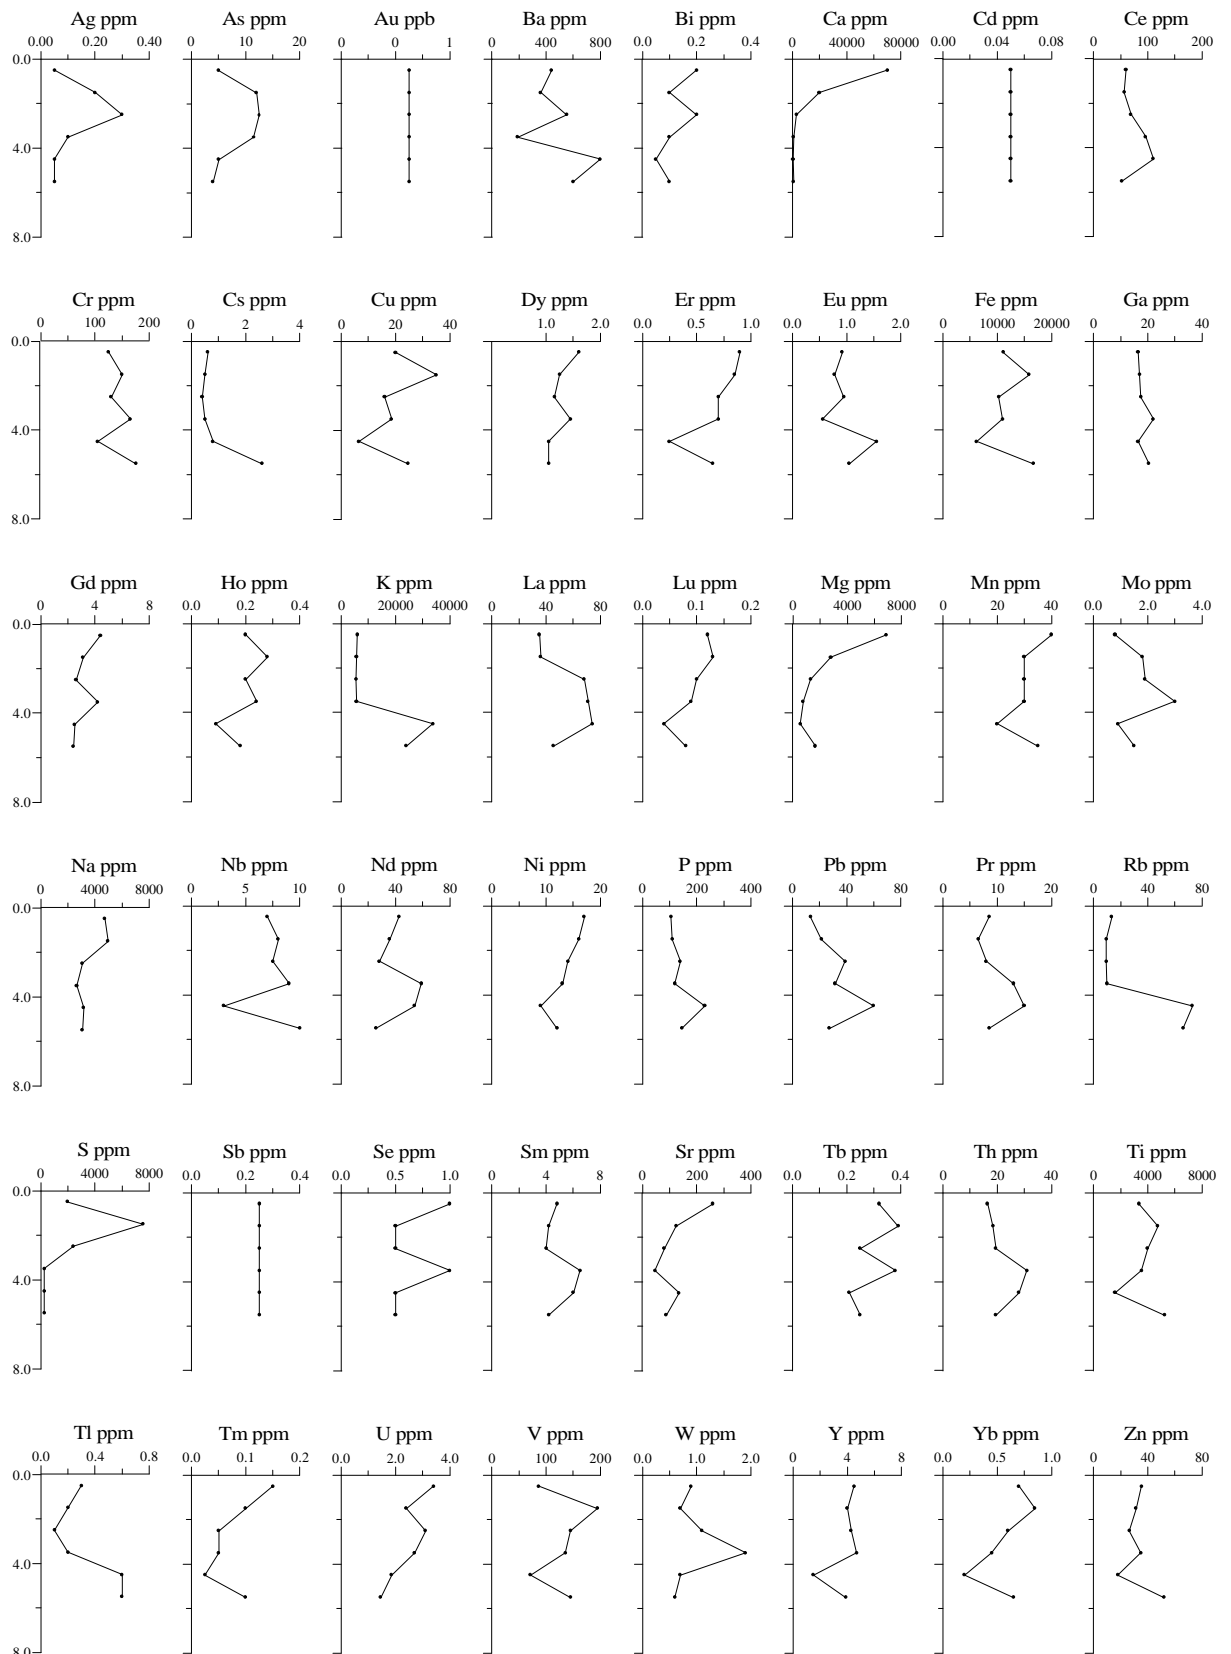 Ag ppm As ppm Au ppb Ba ppm Bi ppm Ca ppm Cd ppm Ce ppm
0.00 0.20 0.40 0 10 20 0 0 1 0 400 800 0.0 0.2 0.4 0 40000 80000 0.00 0.04 0.08 0 100 200
0.0
4.0
8.0
Cr ppm Cs ppm Cu ppm Dy ppm Er ppm Eu ppm Fe ppm Ga ppm
0 100 200 0 2 4 0 20 40 0.0 1.0 2.0 0.0 0.5 1.0 0.0 1.0 2.0 0 10000 20000 0 20 40
0.0
4.0
8.0
Gd ppm Ho ppm K ppm La ppm Lu ppm Mg ppm Mn ppm Mo ppm
0 4 8 0.0 0.2 0.4 0 20000 40000 0 40 80 0.0 0.1 0.2 0 4000 8000 0 20 40 0.0 2.0 4.0
0.0
4.0
8.0
Na ppm Nb ppm Nd ppm Ni ppm P ppm Pb ppm Pr ppm Rb ppm
0 4000 8000 0 5 10 0 40 80 0 10 20 0 200 400 0 40 80 0 10 20 0 40 80
0.0
4.0
8.0
S ppm Sb ppm Se ppm Sm ppm Sr ppm Tb ppm Th ppm Ti ppm
0 4000 8000 0.0 0.2 0.4 0.0 0.5 1.0 0 4 8 0 200 400 0.0 0.2 0.4 0 20 40 0 4000 8000
0.0
4.0
8.0
Tl ppm Tm ppm U ppm V ppm W ppm Y ppm Yb ppm Zn ppm
0.0 0.4 0.8 0.0 0.1 0.2 0.0 2.0 4.0 0 100 200 0.0 1.0 2.0 0 4 8 0.0 0.5 1.0 0 40 80
0.0
4.0
8.0